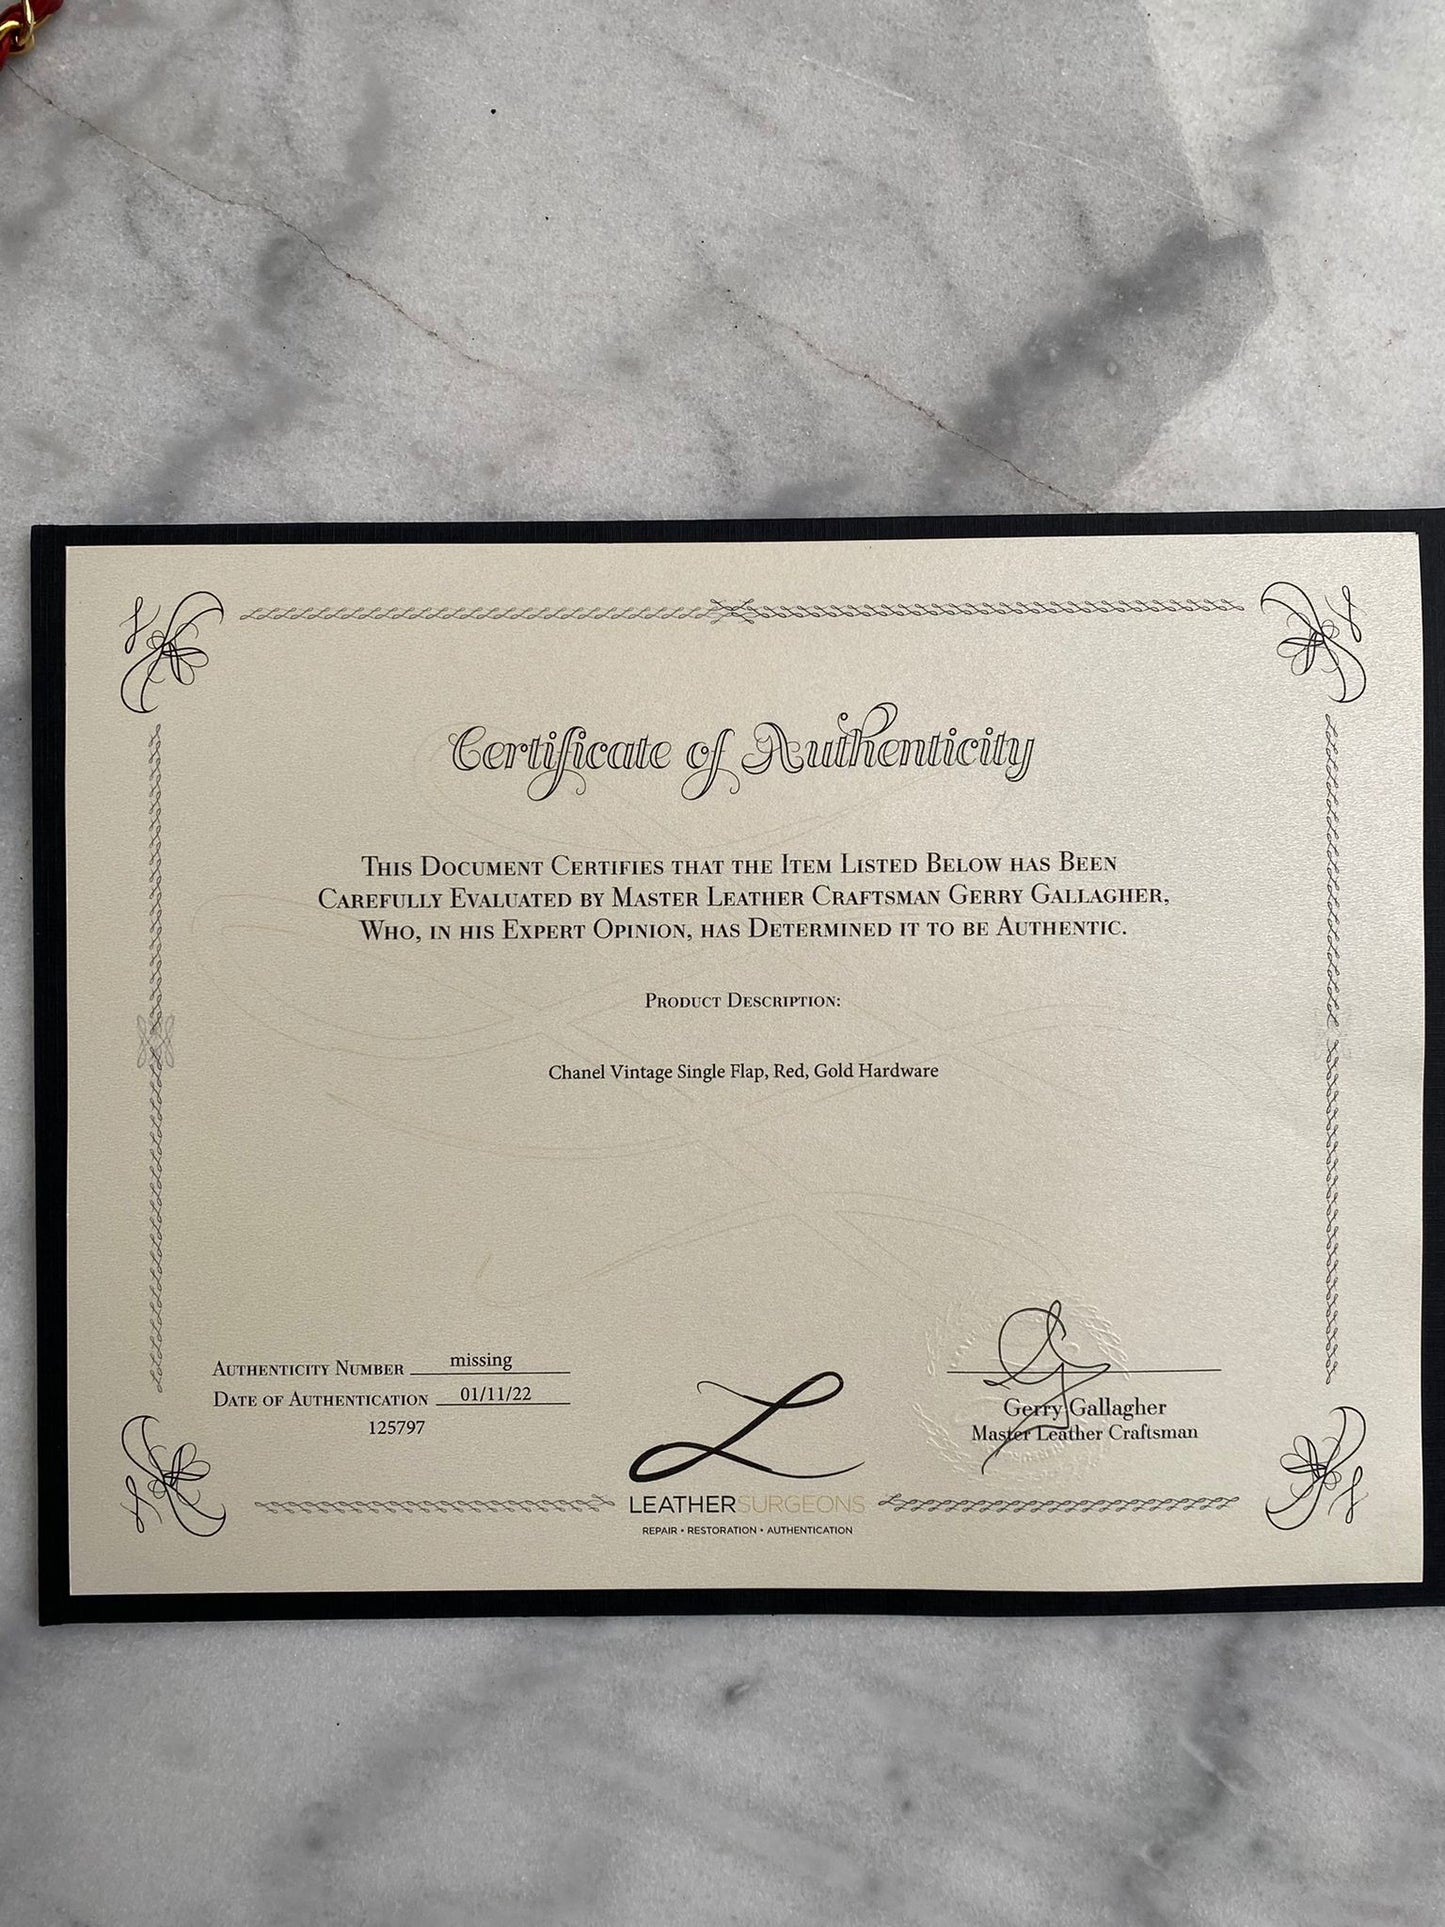 Certificate of Authenticity
This Document Certifies that the Item Listed Below has Been
Carefully Evaluated by Master Leather Craftsman Gerry Gallagher,
Who, in his Expert Opinion, has Determined it to be Authentic.
Product Description:
Chanel Vintage Single Flap, Red, Gold Hardware
Authenticity Number missing
Date of Authentication 01/11/22
125797
Gerry Gallagher
Master Leather Craftsman
LEATHERSURGEONS
REPAIR • RESTORATION • AUTHENTICATION